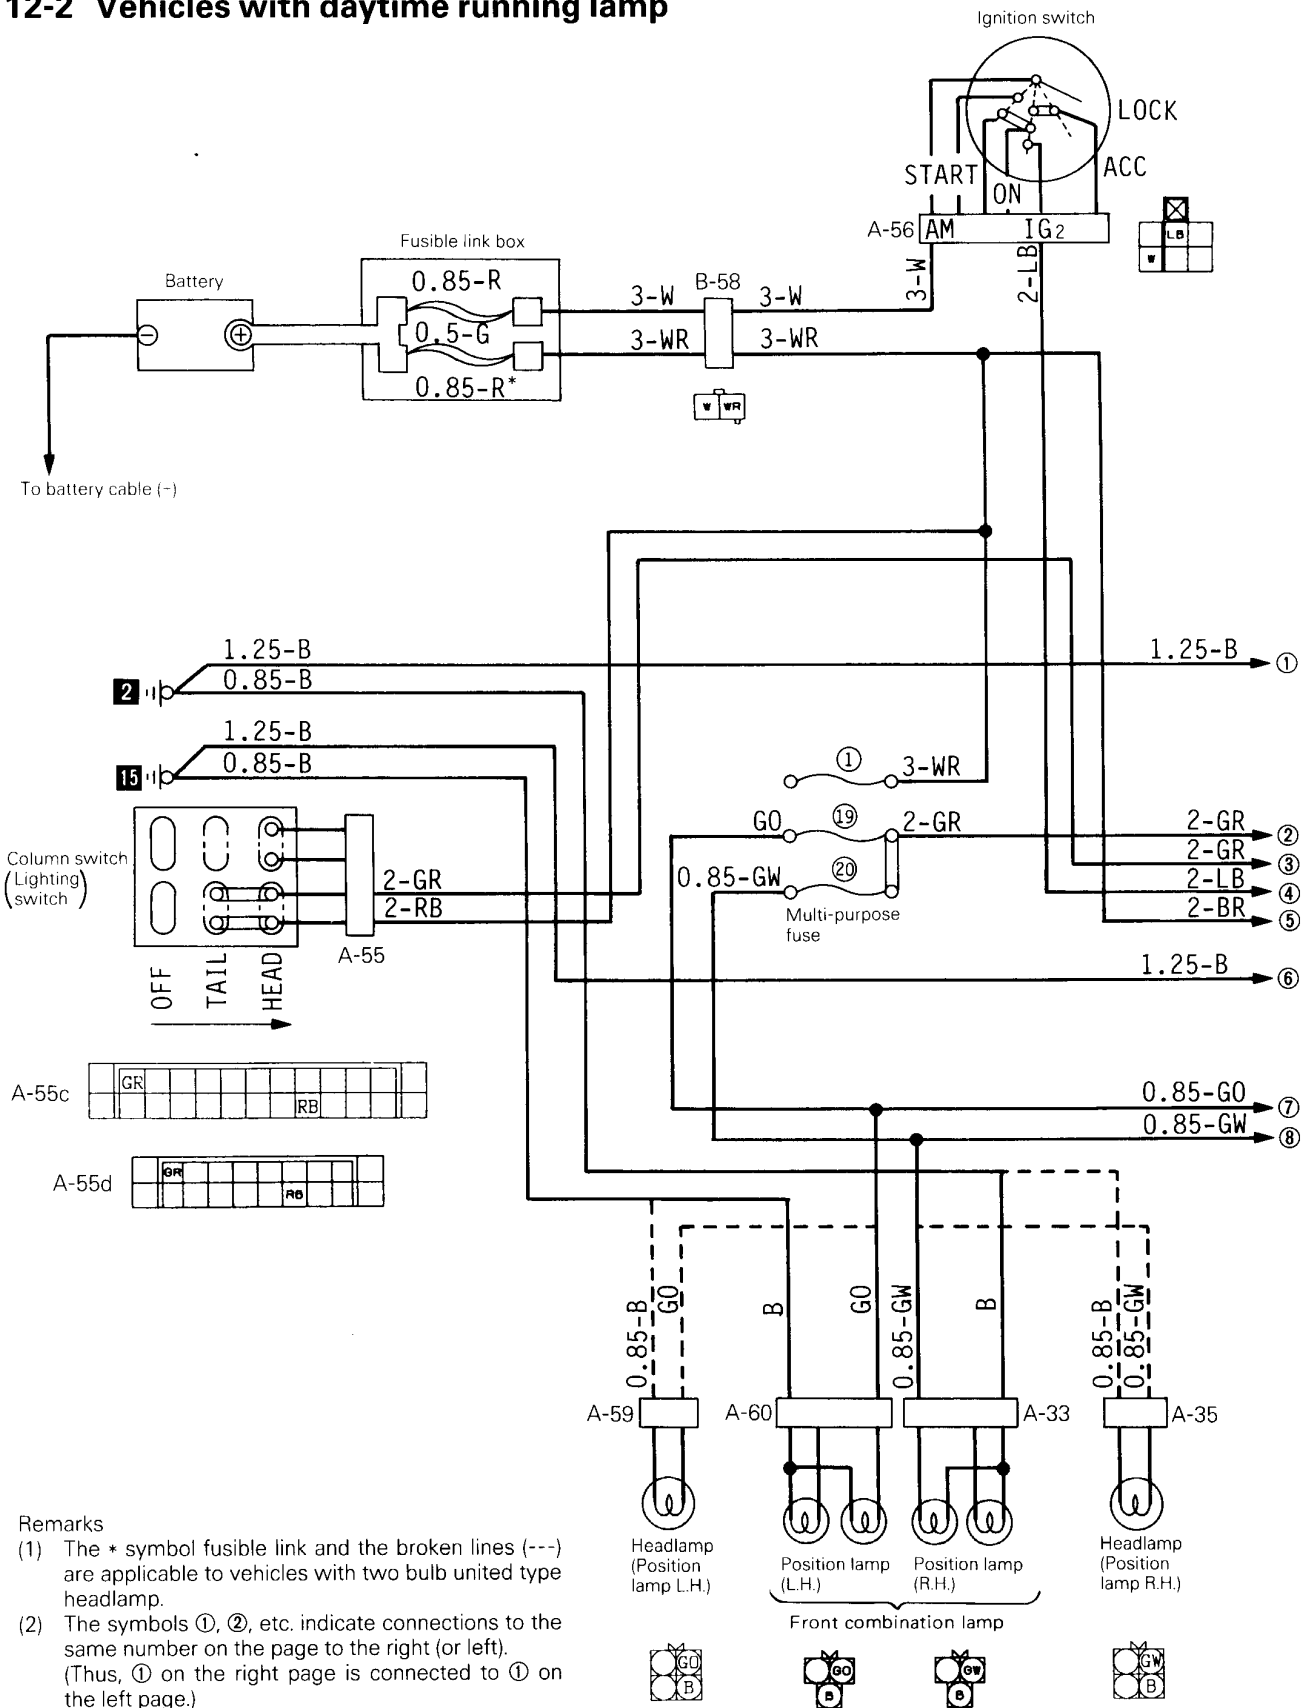 12-2 Vehicles with daytime running lamp
Ignition switch
LOCK
ACC
START
ON
A-56
AM
IG2
LB
W
3-W
2-LB
Battery
Fusible link box
0.85-R
0.5-G
0.85-R*
3-W
B-58
3-W
3-WR
3-WR
W WR
To battery cable (−)
1.25-B
1.25-B
①
2
0.85-B
1.25-B
15
0.85-B
①
3-WR
GO
⑲
2-GR
2-GR
②
2-GR
③
0.85-GW
⑳
2-LB
④
Multi-purpose
fuse
2-BR
⑤
Column switch
(Lighting
switch)
2-GR
2-RB
A-55
OFF
TAIL
HEAD
1.25-B
⑥
A-55c
GR
RB
0.85-GO
⑦
0.85-GW
⑧
A-55d
GR
RB
0.85-B
GO
B
GO
0.85-GW
B
0.85-B
0.85-GW
A-59
A-60
A-33
A-35
Headlamp
(Position
lamp L.H.)
Position lamp
(L.H.)
Position lamp
(R.H.)
Headlamp
(Position
lamp R.H.)
Front combination lamp
GO
B
GO
B
GW
B
GW
B
Remarks
(1) The * symbol fusible link and the broken lines (---)
are applicable to vehicles with two bulb united type
headlamp.
(2) The symbols ①, ②, etc. indicate connections to the
same number on the page to the right (or left).
(Thus, ① on the right page is connected to ① on
the left page.)